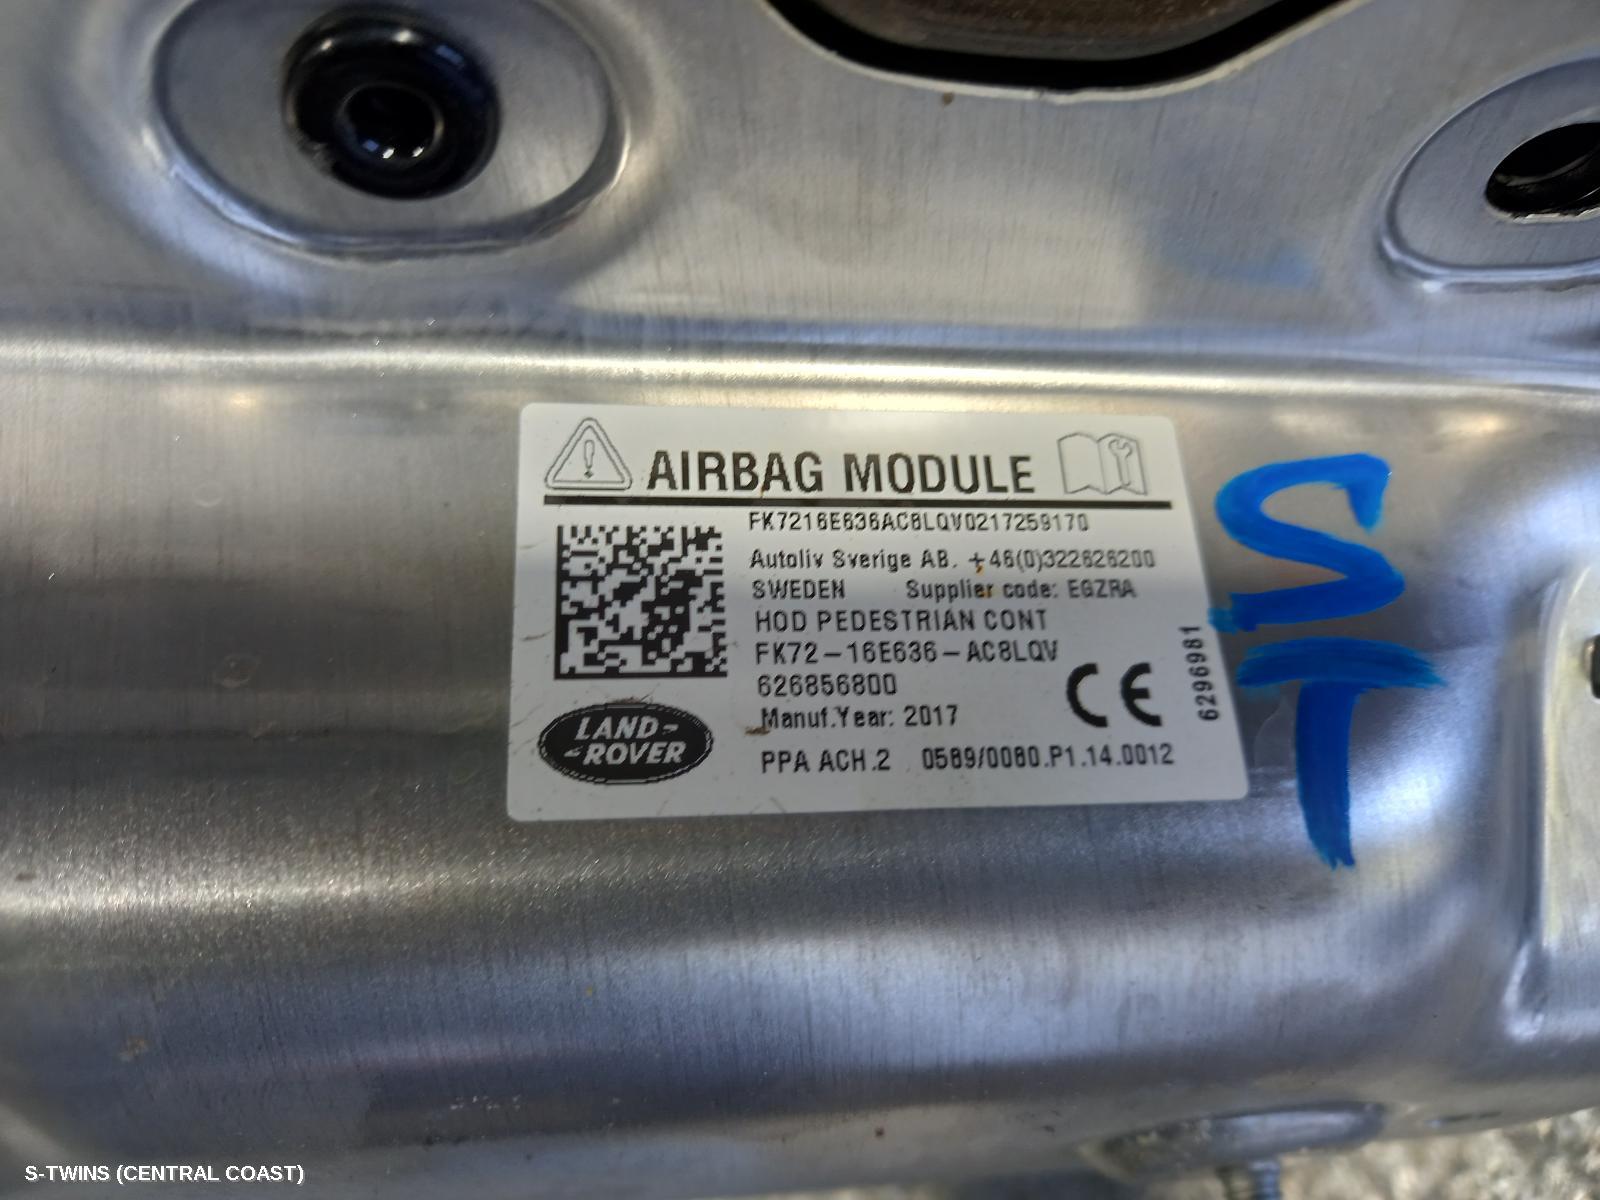 AIRBAG MODULE
FK7216E636AC8LQV0217259170
Autoliv Sverige AB. +46(0)322626200
SWEDEN Supplier code: EGZRA
HOD PEDESTRIAN CONT
FK72-16E636-AC8LQV
626856800
Manuf.Year: 2017
PPA ACH.2 0589/0080.P1.14.0012
CE
6296981
LAND-
-ROVER
ST
S-TWINS (CENTRAL COAST)